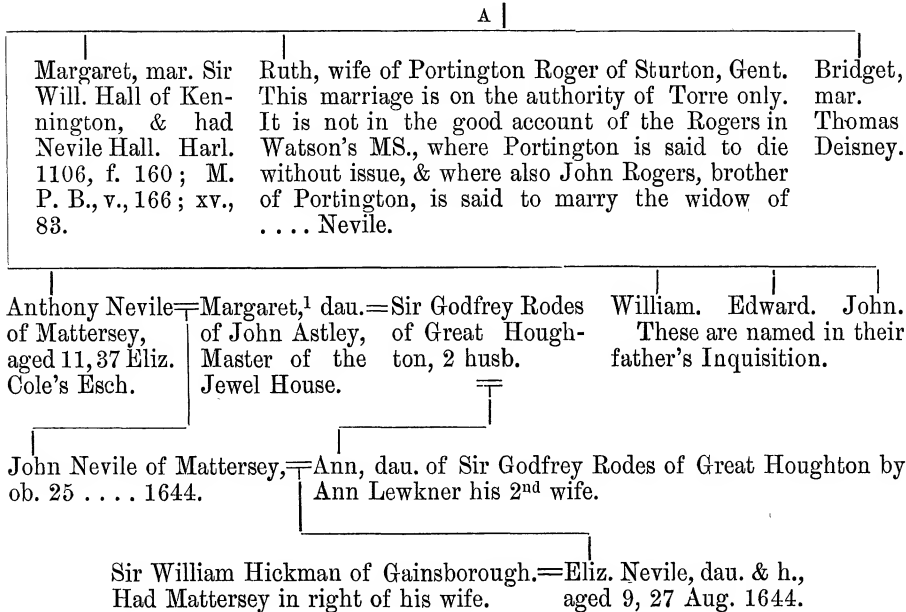 A
Margaret, mar. Sir
Will. Hall of Ken-
nington, & had
Nevile Hall. Harl.
1106, f. 160 ; M.
P. B., v., 166 ; xv.,
83.
Ruth, wife of Portington Roger of Sturton, Gent.
This marriage is on the authority of Torre only.
It is not in the good account of the Rogers in
Watson's MS., where Portington is said to die
without issue, & where also John Rogers, brother
of Portington, is said to marry the widow of
.... Nevile.
Bridget,
mar.
Thomas
Deisney.
Anthony Nevile
of Mattersey,
aged 11, 37 Eliz.
Cole's Esch.
Margaret,¹ dau.
of John Astley,
Master of the
Jewel House.
Sir Godfrey Rodes
of Great Hough-
ton, 2 husb.
William. Edward. John.
These are named in their
father's Inquisition.
John Nevile of Mattersey,
ob. 25 .... 1644.
Ann, dau. of Sir Godfrey Rodes of Great Houghton by
Ann Lewkner his 2nd wife.
Sir William Hickman of Gainsborough.
Had Mattersey in right of his wife.
Eliz. Nevile, dau. & h.,
aged 9, 27 Aug. 1644.